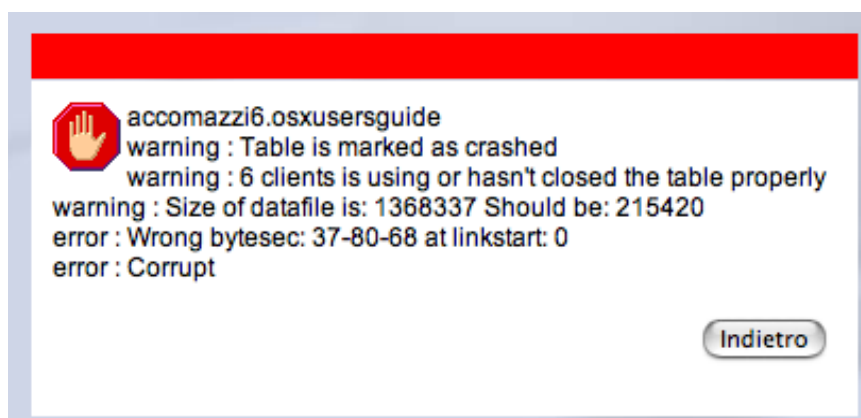 accomazzi6.osxusersguide
warning : Table is marked as crashed
warning : 6 clients is using or hasn't closed the table properly
warning : Size of datafile is: 1368337 Should be: 215420
error : Wrong bytesec: 37-80-68 at linkstart: 0
error : Corrupt
Indietro